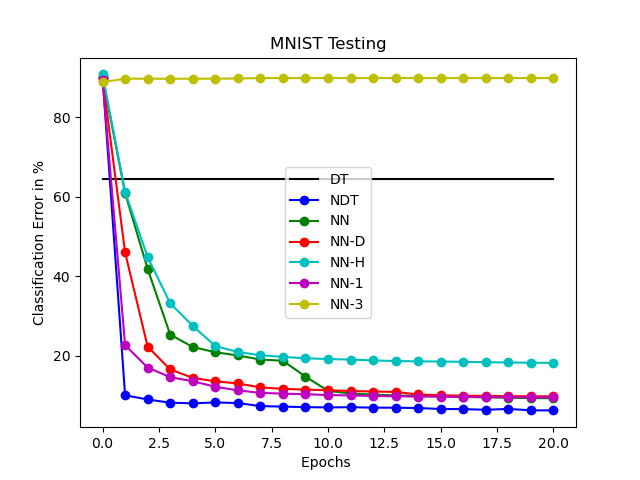 MNIST Testing
Classification Error in %
80
60
40
20
DT
NDT
NN
NN-D
NN-H
NN-1
NN-3
0.0 2.5 5.0 7.5 10.0 12.5 15.0 17.5 20.0
Epochs